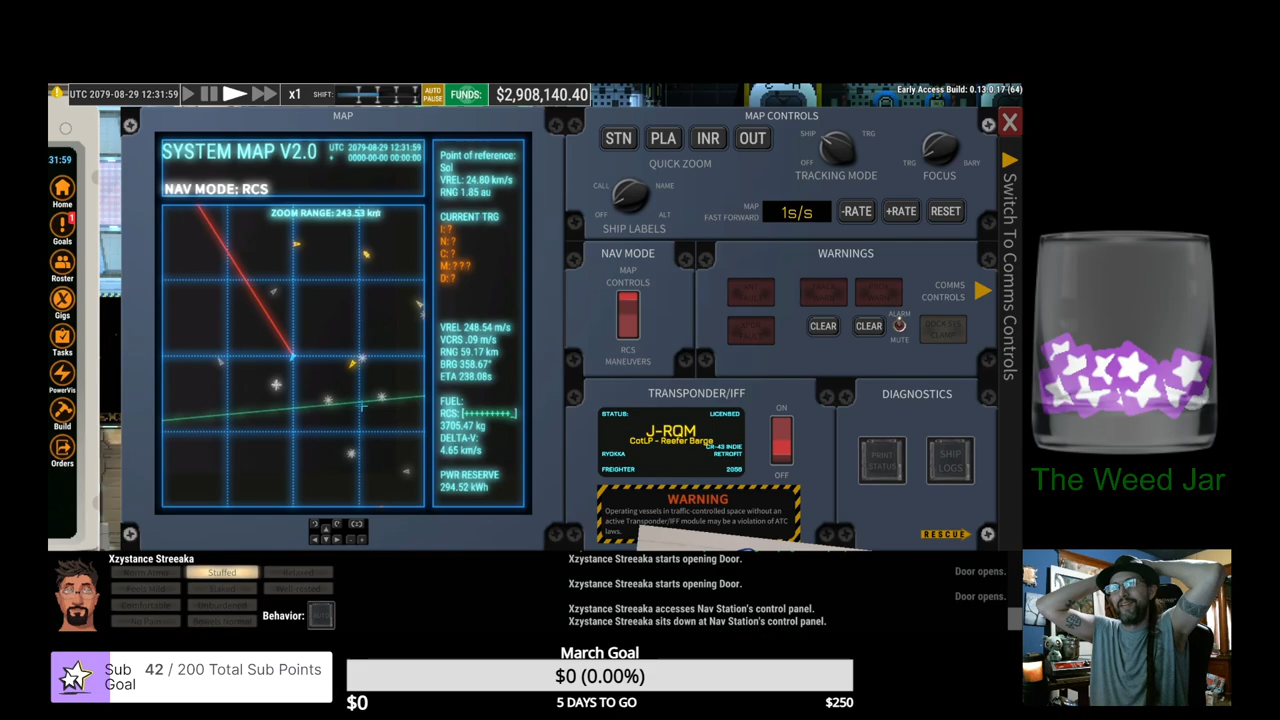 UTC 2079-08-29 12:31:59
x1
SHIFT:
AUTO
PAUSE
FUNDS:
$2,908,140.40
Early Access Build: 0.13.0.17 (64)
MAP
SYSTEM MAP V2.0
UTC 2079-08-29 12:31:59
0000-00-00 00:00:00
NAV MODE: RCS
ZOOM RANGE: 243.53 km
Point of reference:
Sol
VREL: 24.80 km/s
RNG 1.85 au
CURRENT TRG
I: ?
N: ?
C: ?
M: ???
D: ?
VREL 248.54 m/s
VCRS .09 m/s
RNG 59.17 km
BRG 358.67°
ETA 238.08s
FUEL:
RCS: [+++++++++_]
3705.47 kg
DELTA-V:
4.65 km/s
PWR RESERVE
294.52 kWh
31:59
Home
Goals
1
Roster
Gigs
Tasks
PowerVis
Build
Orders
MAP CONTROLS
STN
PLA
INR
OUT
QUICK ZOOM
SHIP
TRG
OFF
TRACKING MODE
TRG
BARY
FOCUS
CALL
NAME
OFF
ALT
SHIP LABELS
MAP
FAST FORWARD
1s/s
-RATE
+RATE
RESET
NAV MODE
MAP
CONTROLS
RCS
MANEUVERS
WARNINGS
CLEAR
CLEAR
ALARM
MUTE
COMMS
CONTROLS
DOCK SYS
CLAMP
Switch To Comms Controls
TRANSPONDER/IFF
STATUS:
LICENSED
J-RQM
CotLP - Reefer Barge
RYOKKA
CR-43 INDIE
RETROFIT
FREIGHTER
2058
ON
OFF
WARNING
Operating vessels in traffic-controlled space without an
active Transponder/IFF module may be a violation of ATC
laws.
DIAGNOSTICS
PRINT
STATUS
SHIP
LOGS
RESCUE
The Weed Jar
Xzystance Streeaka
Stuffed
Behavior:
Xzystance Streeaka starts opening Door.
Door opens.
Xzystance Streeaka starts opening Door.
Door opens.
Xzystance Streeaka accesses Nav Station's control panel.
Xzystance Streeaka sits down at Nav Station's control panel.
Sub
Goal
42 / 200 Total Sub Points
March Goal
$0 (0.00%)
$0
5 DAYS TO GO
$250